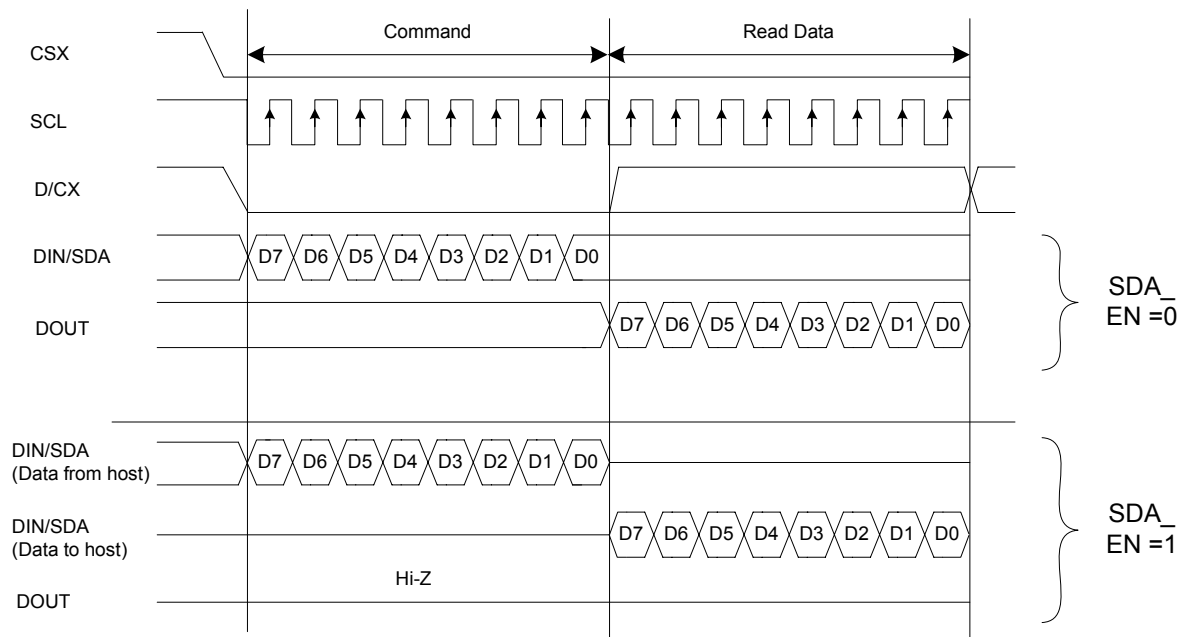 Command Read Data
CSX
SCL
D/CX
DIN/SDA D7 D6 D5 D4 D3 D2 D1 D0
DOUT D7 D6 D5 D4 D3 D2 D1 D0
SDA_
EN =0
DIN/SDA
(Data from host)
D7 D6 D5 D4 D3 D2 D1 D0
DIN/SDA
(Data to host)
D7 D6 D5 D4 D3 D2 D1 D0
SDA_
EN =1
Hi-Z
DOUT